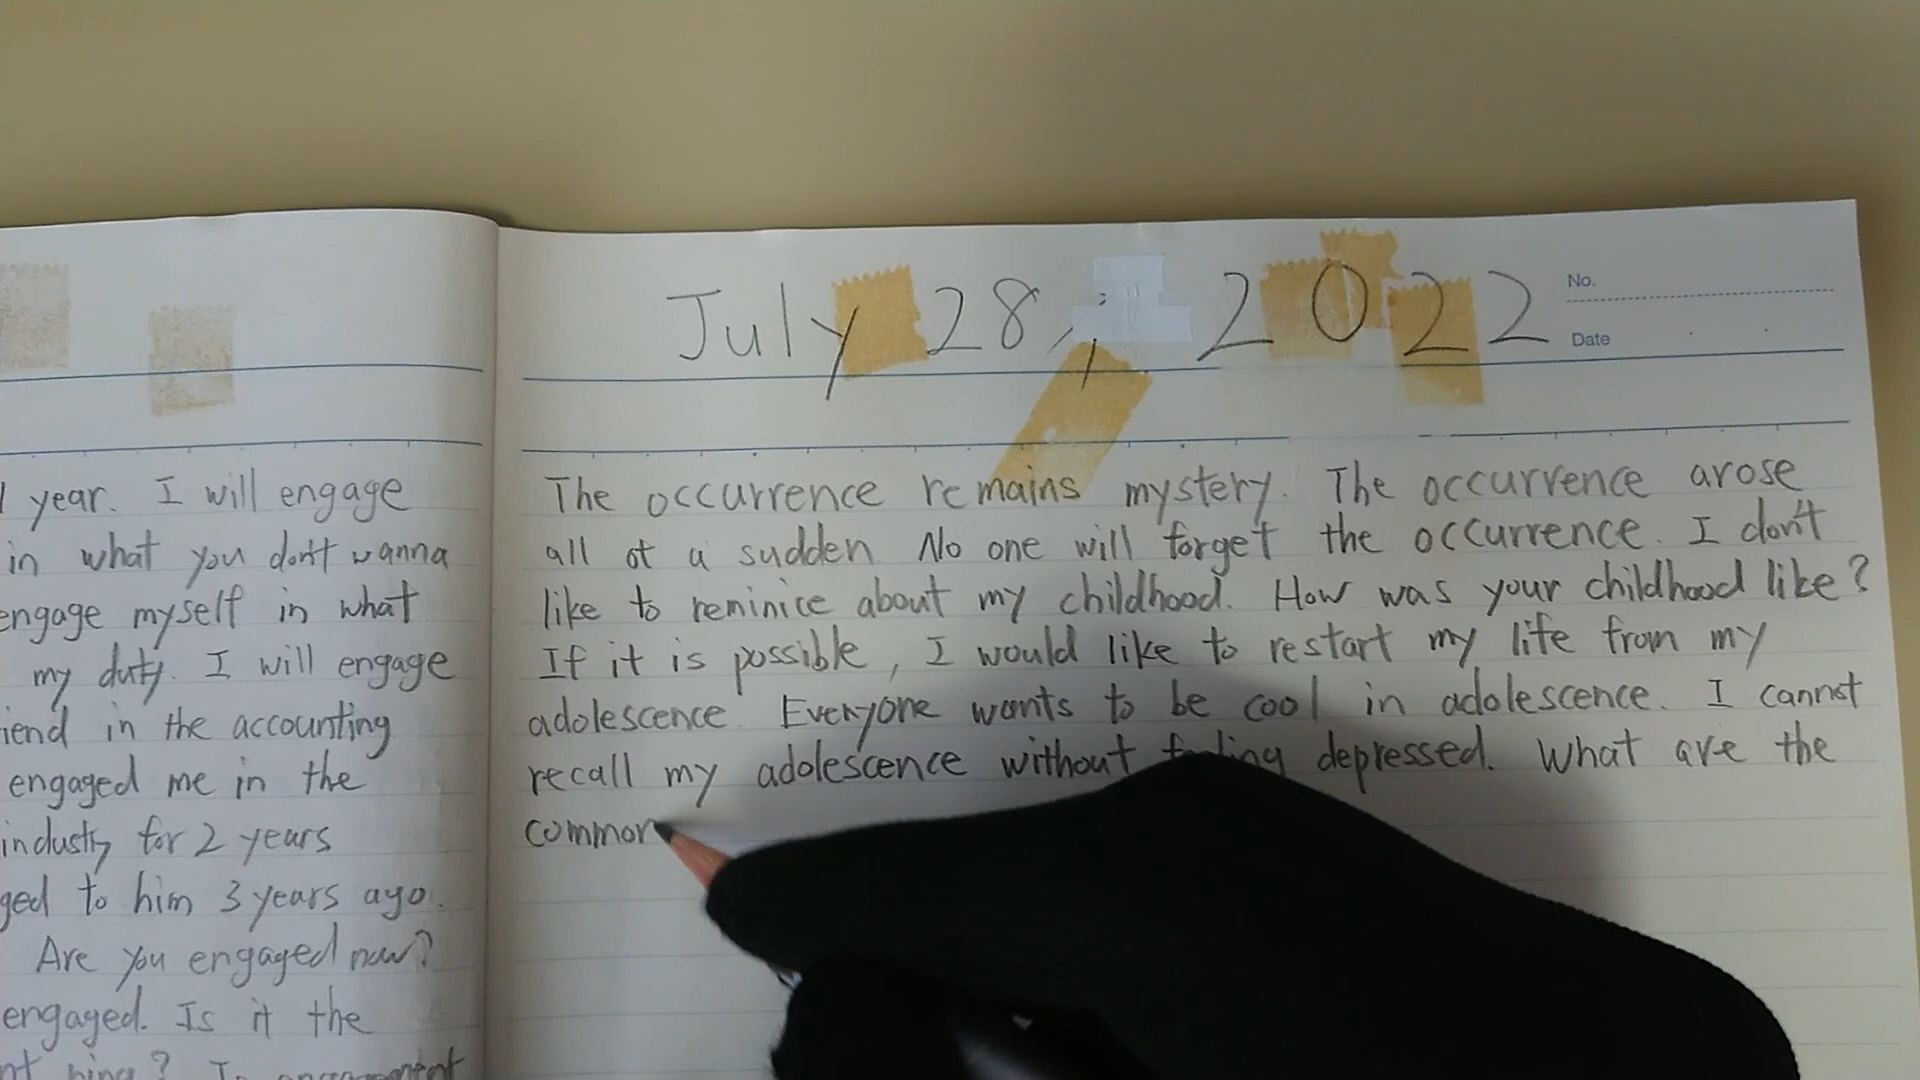 July 28, 2022
No.
Date
year. I will engage
in what you don't wanna
engage myself in what
my duty. I will engage
in the accounting
engaged me in the
industry for 2 years
to him 3 years ago.
Are you engaged now?
engaged. Is it the
The occurrence remains mystery. The occurrence arose
all of a sudden No one will forget the occurrence. I don't
like to reminice about my childhood. How was your childhood like?
If it is possible, I would like to restart my life from my
adolescence. Everyone wants to be cool in adolescence. I cannot
recall my adolescence without feeling depressed. What are the
common